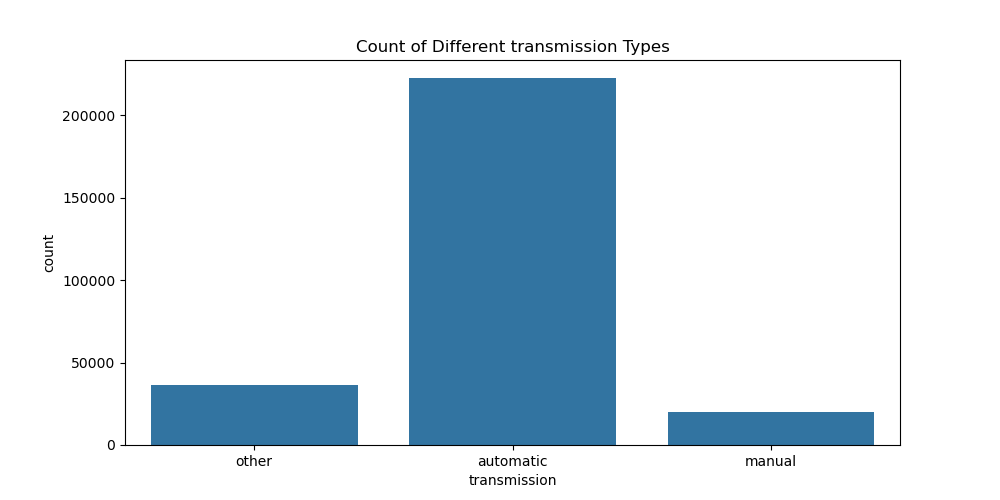 Count of Different transmission Types
200000
150000
100000
50000
0
count
other automatic manual
transmission